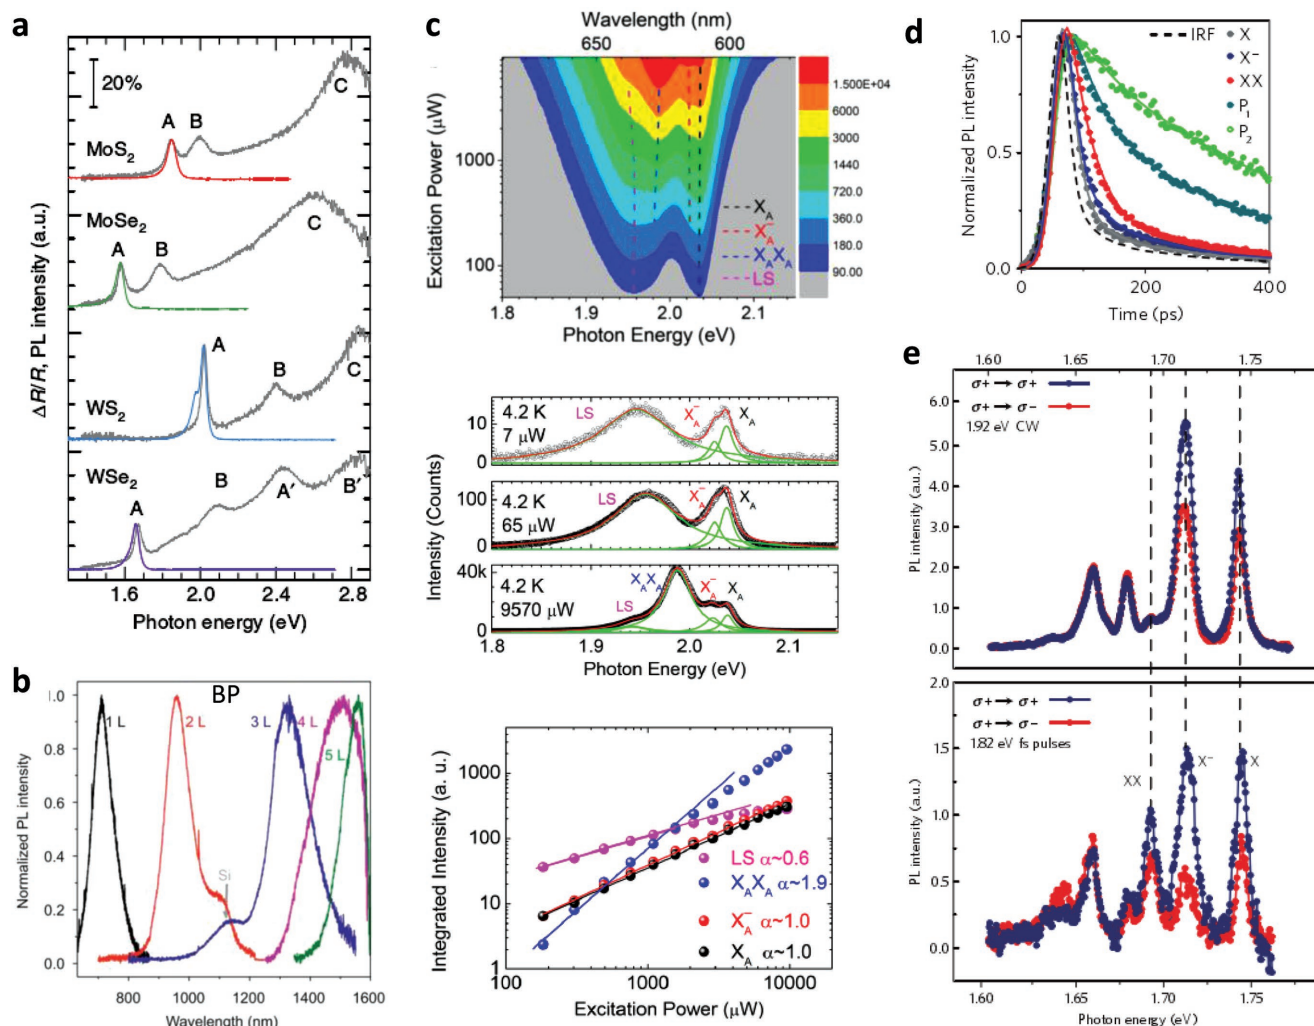 a
20%
C
A
B
MoS2
MoSe2
C
A
B
A
B
C
WS2
WSe2
B
A
A′
B′
ΔR/R, PL intensity (a.u.)
1.6
2.0
2.4
2.8
Photon energy (eV)
b
BP
1.0
0.8
0.6
0.4
0.2
0.0
1 L
2 L
3 L
4 L
5 L
Si
Normalized PL intensity
800
1000
1200
1400
1600
Wavelength (nm)
c
Wavelength (nm)
650
600
Excitation Power (µW)
1000
100
XA
XA-
XAXA
LS
1.500E+04
6000
3000
1440
720.0
360.0
180.0
90.00
1.8
1.9
2.0
2.1
Photon Energy (eV)
4.2 K
7 µW
LS
XA-
XA
10
0
4.2 K
65 µW
LS
XA-
XA
100
0
4.2 K
9570 µW
LS
XAXA
XA-
XA
40k
0
Intensity (Counts)
1.8
1.9
2.0
2.1
Photon Energy (eV)
Integrated Intensity (a. u.)
1000
100
10
1
LS α~0.6
XAXA α~1.9
XA- α~1.0
XA α~1.0
100
1000
10000
Excitation Power (µW)
d
Normalized PL intensity
1.0
0.5
0.0
IRF
X
X-
XX
P1
P2
0
200
400
Time (ps)
e
1.60
1.65
1.70
1.75
σ+ → σ+
σ+ → σ−
1.92 eV CW
6.0
5.0
4.0
3.0
2.0
1.0
0.0
PL intensity (a.u.)
2.0
1.5
1.0
0.5
0.0
σ+ → σ+
σ+ → σ−
1.82 eV fs pulses
XX
X-
X
PL intensity (a.u.)
1.60
1.65
1.70
1.75
Photon energy (eV)